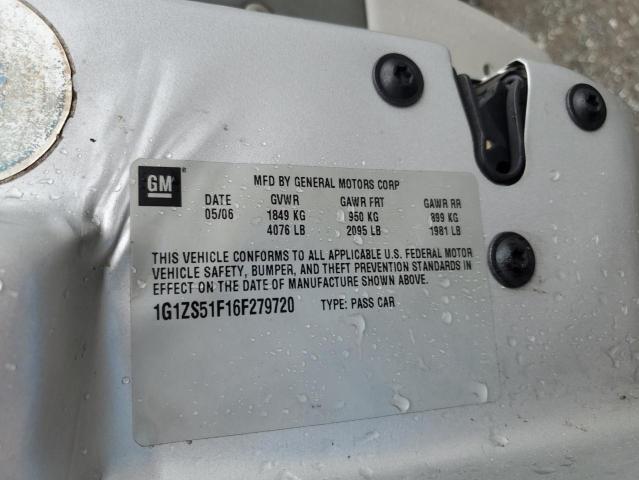 GM
MFD BY GENERAL MOTORS CORP
DATE GVWR GAWR FRT GAWR RR
05/06 1849 KG 950 KG 899 KG
4076 LB 2095 LB 1981 LB
THIS VEHICLE CONFORMS TO ALL APPLICABLE U.S. FEDERAL MOTOR
VEHICLE SAFETY, BUMPER, AND THEFT PREVENTION STANDARDS IN
EFFECT ON THE DATE OF MANUFACTURE SHOWN ABOVE.
1G1ZS51F16F279720 TYPE: PASS CAR